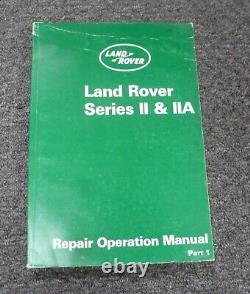 LAND
ROVER
Land Rover
Series II & IIA
Repair Operation Manual
Part 1